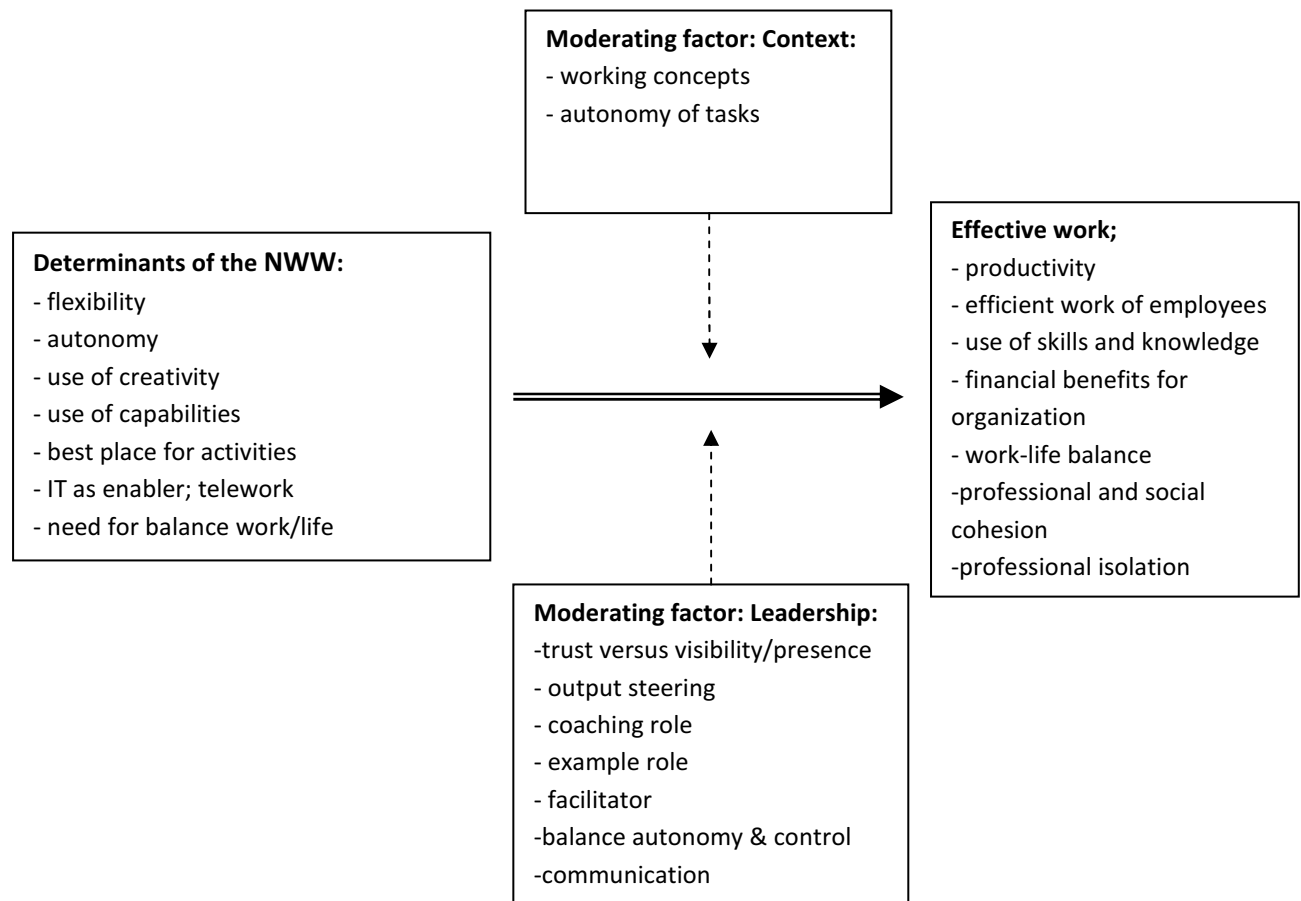 Moderating factor: Context:
- working concepts
- autonomy of tasks
Determinants of the NWW:
- flexibility
- autonomy
- use of creativity
- use of capabilities
- best place for activities
- IT as enabler; telework
- need for balance work/life
Effective work;
- productivity
- efficient work of employees
- use of skills and knowledge
- financial benefits for
organization
- work-life balance
-professional and social
cohesion
-professional isolation
Moderating factor: Leadership:
-trust versus visibility/presence
- output steering
- coaching role
- example role
- facilitator
-balance autonomy & control
-communication